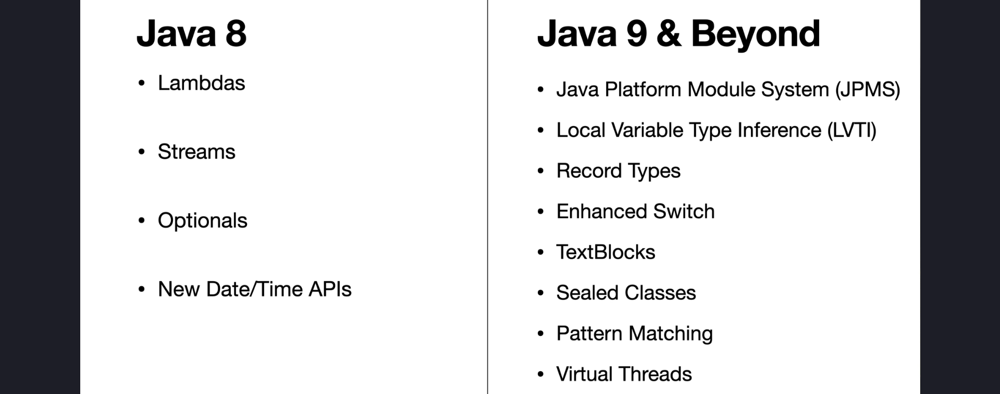 Java 8
• Lambdas
• Streams
• Optionals
• New Date/Time APIs
Java 9 & Beyond
• Java Platform Module System (JPMS)
• Local Variable Type Inference (LVTI)
• Record Types
• Enhanced Switch
• TextBlocks
• Sealed Classes
• Pattern Matching
• Virtual Threads